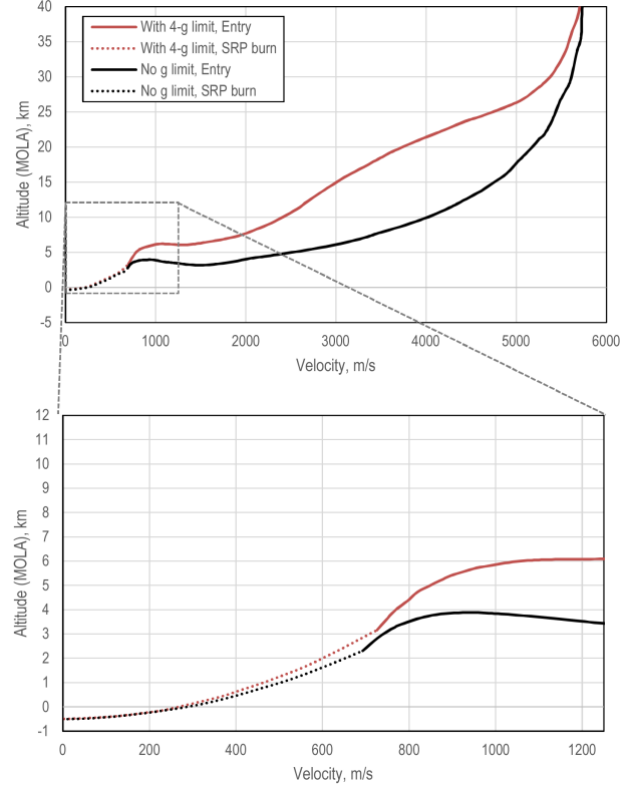 40
35
30
25
20
15
10
5
0
-5
Altitude (MOLA), km
With 4-g limit, Entry
With 4-g limit, SRP burn
No g limit, Entry
No g limit, SRP burn
0 1000 2000 3000 4000 5000 6000
Velocity, m/s
12
11
10
9
8
7
6
5
4
3
2
1
0
-1
Altitude (MOLA), km
0 200 400 600 800 1000 1200
Velocity, m/s